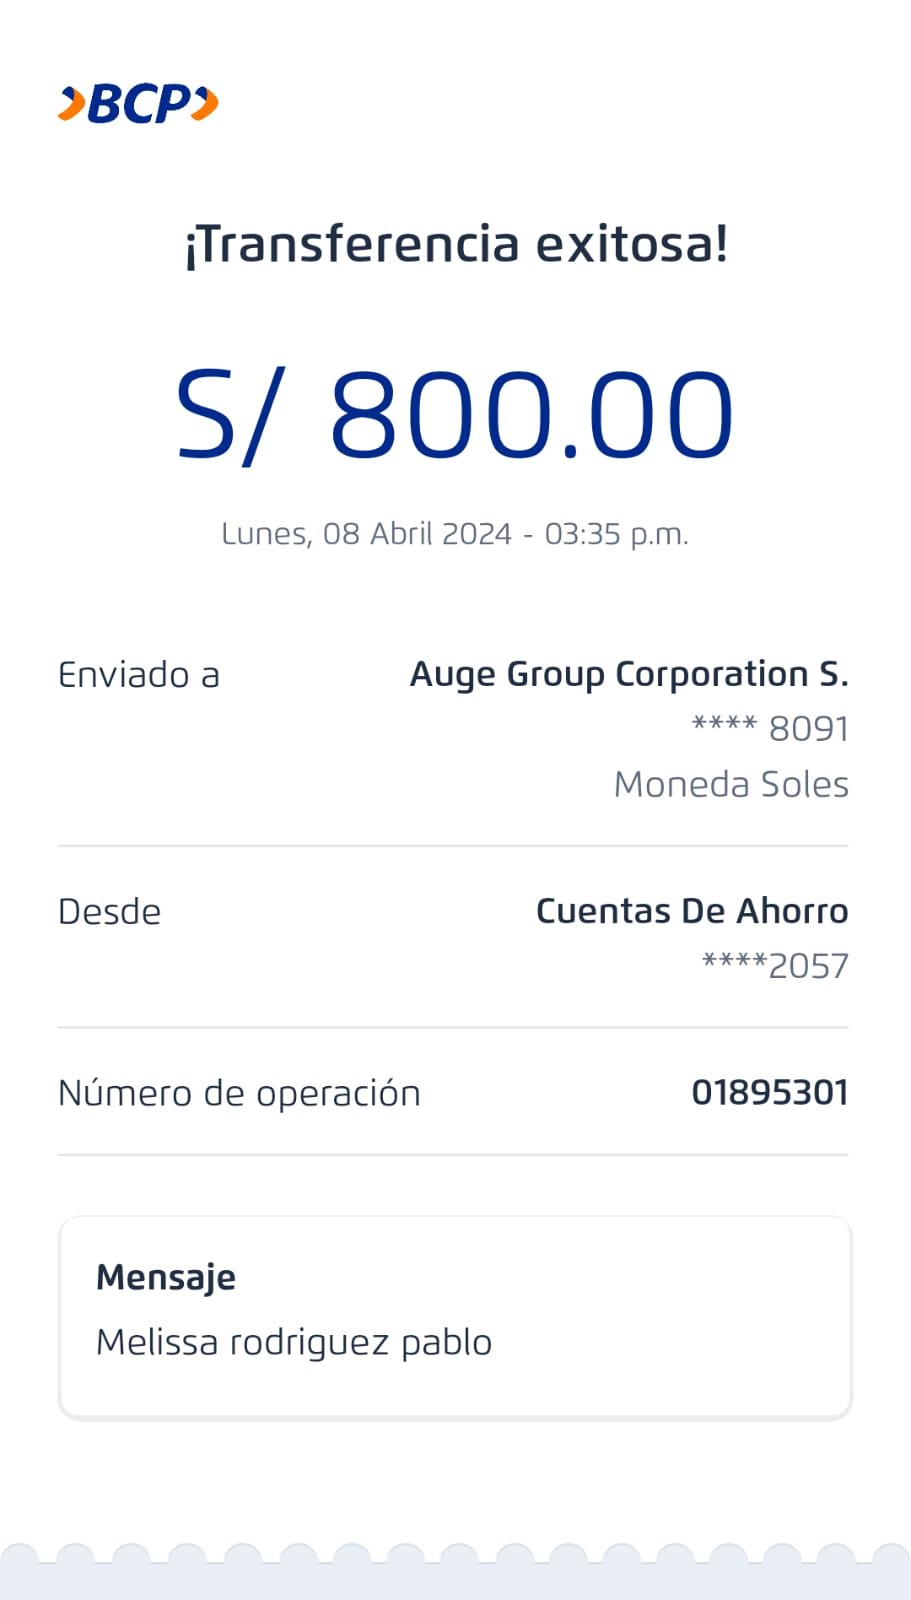 BCP
¡Transferencia exitosa!
S/ 800.00
Lunes, 08 Abril 2024 - 03:35 p.m.
Enviado a
Auge Group Corporation S.
**** 8091
Moneda Soles
Desde
Cuentas De Ahorro
****2057
Número de operación
01895301
Mensaje
Melissa rodriguez pablo